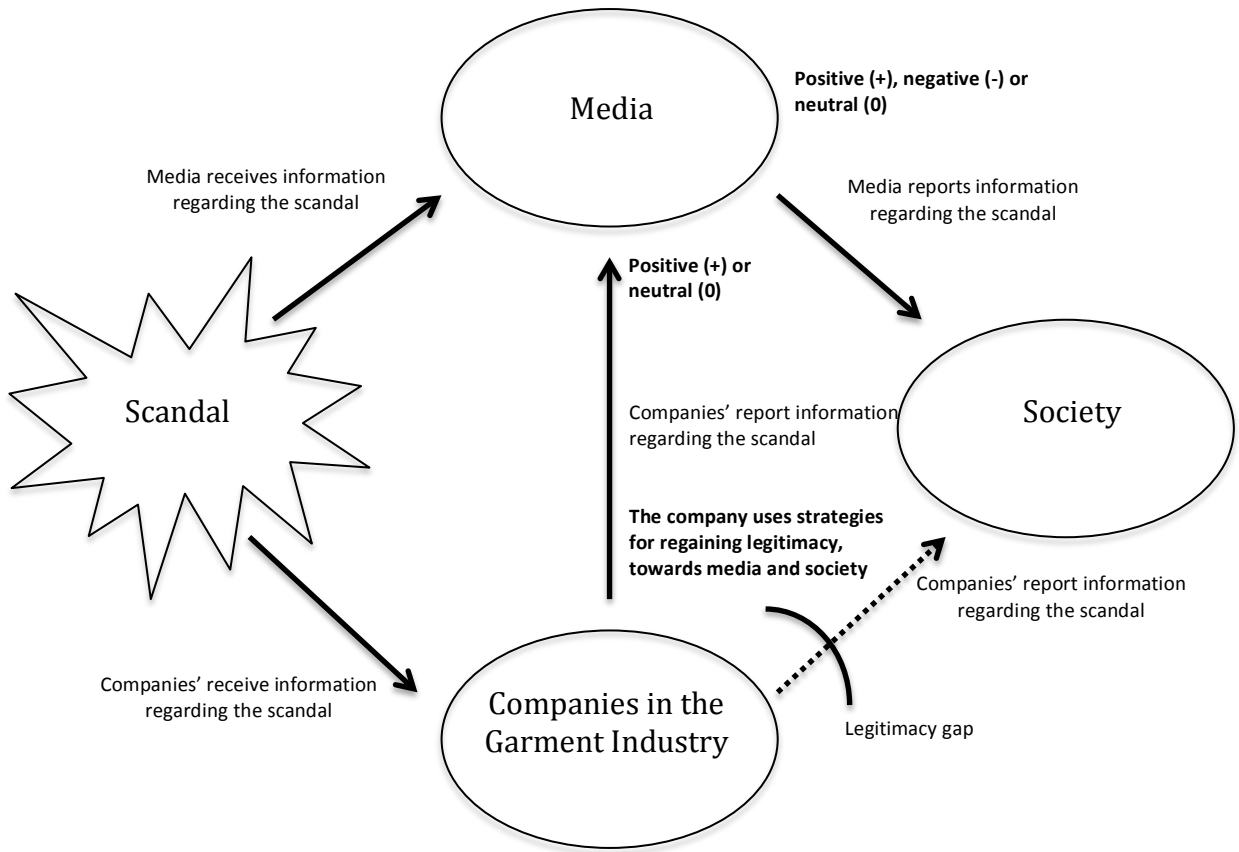 Media
Positive (+), negative (-) or
neutral (0)
Media receives information
regarding the scandal
Media reports information
regarding the scandal
Positive (+) or
neutral (0)
Scandal
Companies’ report information
regarding the scandal
Society
The company uses strategies
for regaining legitimacy,
towards media and society
Companies’ report information
regarding the scandal
Companies’ receive information
regarding the scandal
Companies in the
Garment Industry
Legitimacy gap